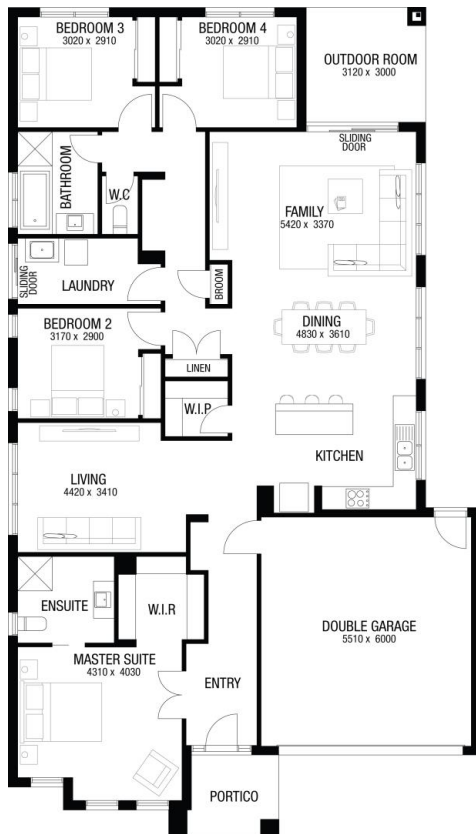 BEDROOM 3
3020 x 2910
BEDROOM 4
3020 x 2910
OUTDOOR ROOM
3120 x 3000
SLIDING
DOOR
BATHROOM
W.C
FAMILY
5420 x 3370
SLIDING
DOOR
LAUNDRY
BROOM
BEDROOM 2
3170 x 2900
DINING
4830 x 3610
LINEN
W.I.P
KITCHEN
LIVING
4420 x 3410
ENSUITE
W.I.R
DOUBLE GARAGE
5510 x 6000
MASTER SUITE
4310 x 4030
ENTRY
PORTICO